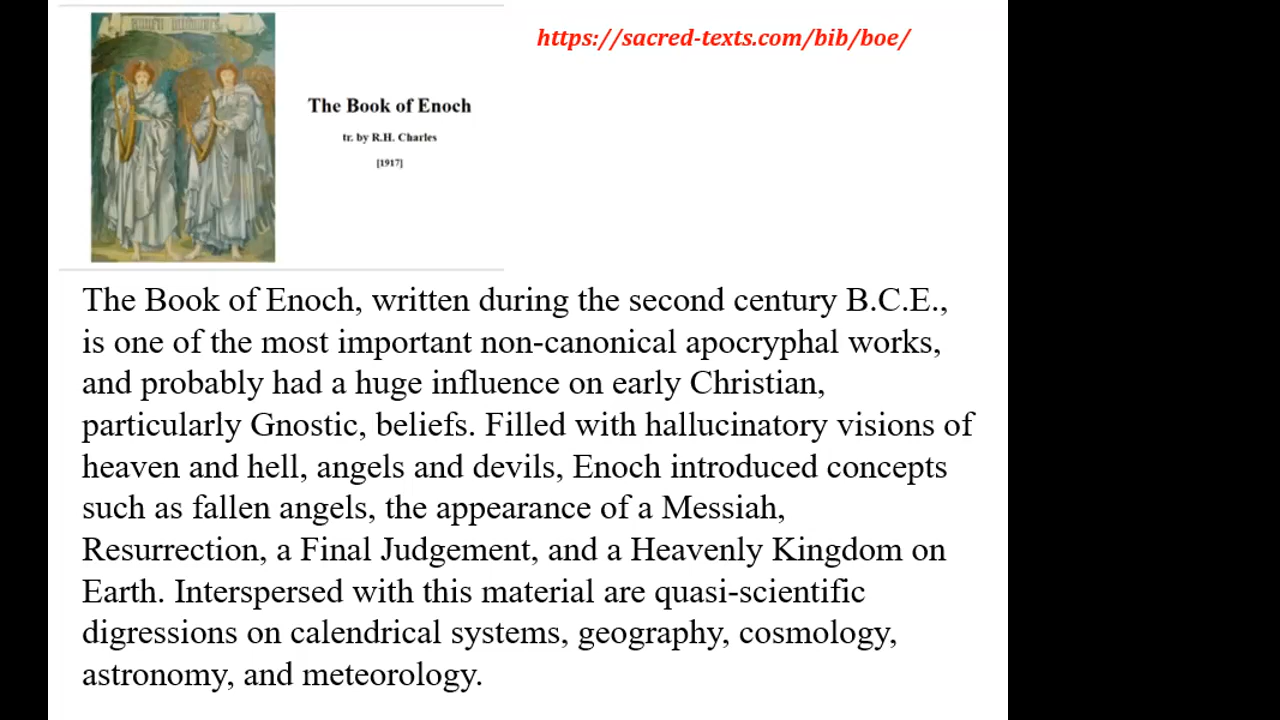 https://sacred-texts.com/bib/boe/
The Book of Enoch
tr. by R.H. Charles
[1917]
The Book of Enoch, written during the second century B.C.E.,
is one of the most important non-canonical apocryphal works,
and probably had a huge influence on early Christian,
particularly Gnostic, beliefs. Filled with hallucinatory visions of
heaven and hell, angels and devils, Enoch introduced concepts
such as fallen angels, the appearance of a Messiah,
Resurrection, a Final Judgement, and a Heavenly Kingdom on
Earth. Interspersed with this material are quasi-scientific
digressions on calendrical systems, geography, cosmology,
astronomy, and meteorology.